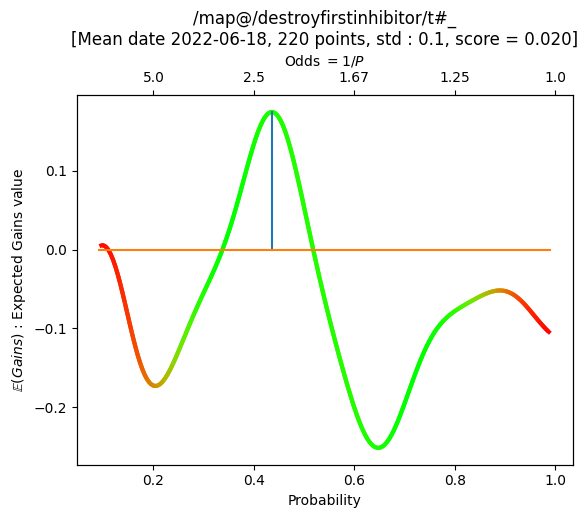 /map@/destroyfirstinhibitor/t#_
[Mean date 2022-06-18, 220 points, std : 0.1, score = 0.020]
Odds = 1/P
5.0 2.5 1.67 1.25 1.0
0.1
0.0
−0.1
−0.2
𝔼(Gains) : Expected Gains value
0.2 0.4 0.6 0.8 1.0
Probability